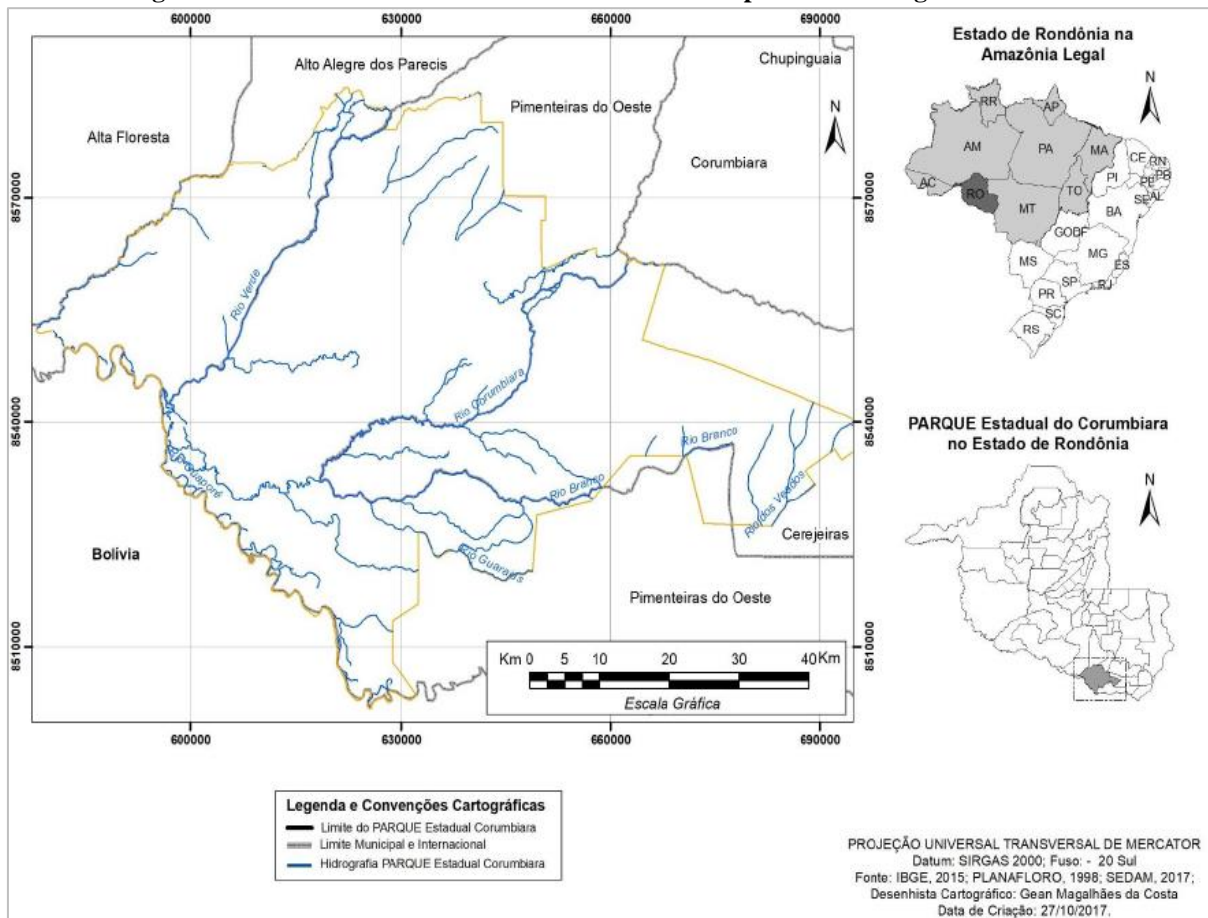 600000
630000
660000
690000
Alto Alegre dos Parecis
Chupinguaia
Pimenteiras do Oeste
N
Alta Floresta
Corumbiara
8570000
8570000
Rio Verde
Rio Corumbiara
8540000
8540000
Rio Branco
Rio Guaporé
Rio Branco
Rio dos Veados
Cerejeiras
Bolívia
Rio Guarajus
Pimenteiras do Oeste
8510000
8510000
Km 0 5 10 20 30 40 Km
Escala Gráfica
600000
630000
660000
690000
Estado de Rondônia na
Amazônia Legal
N
RR
AP
AM
PA
MA
CE
RN
PB
PI
PE
AC
RO
TO
SE
AL
MT
BA
GO
DF
MG
MS
ES
SP
RJ
PR
SC
RS
PARQUE Estadual do Corumbiara
no Estado de Rondônia
N
Legenda e Convenções Cartográficas
Limite do PARQUE Estadual Corumbiara
Limite Municipal e Internacional
Hidrografia PARQUE Estadual Corumbiara
PROJEÇÃO UNIVERSAL TRANSVERSAL DE MERCATOR
Datum: SIRGAS 2000; Fuso: - 20 Sul
Fonte: IBGE, 2015; PLANAFLORO, 1998; SEDAM, 2017;
Desenhista Cartográfico: Gean Magalhães da Costa
Data de Criação: 27/10/2017.